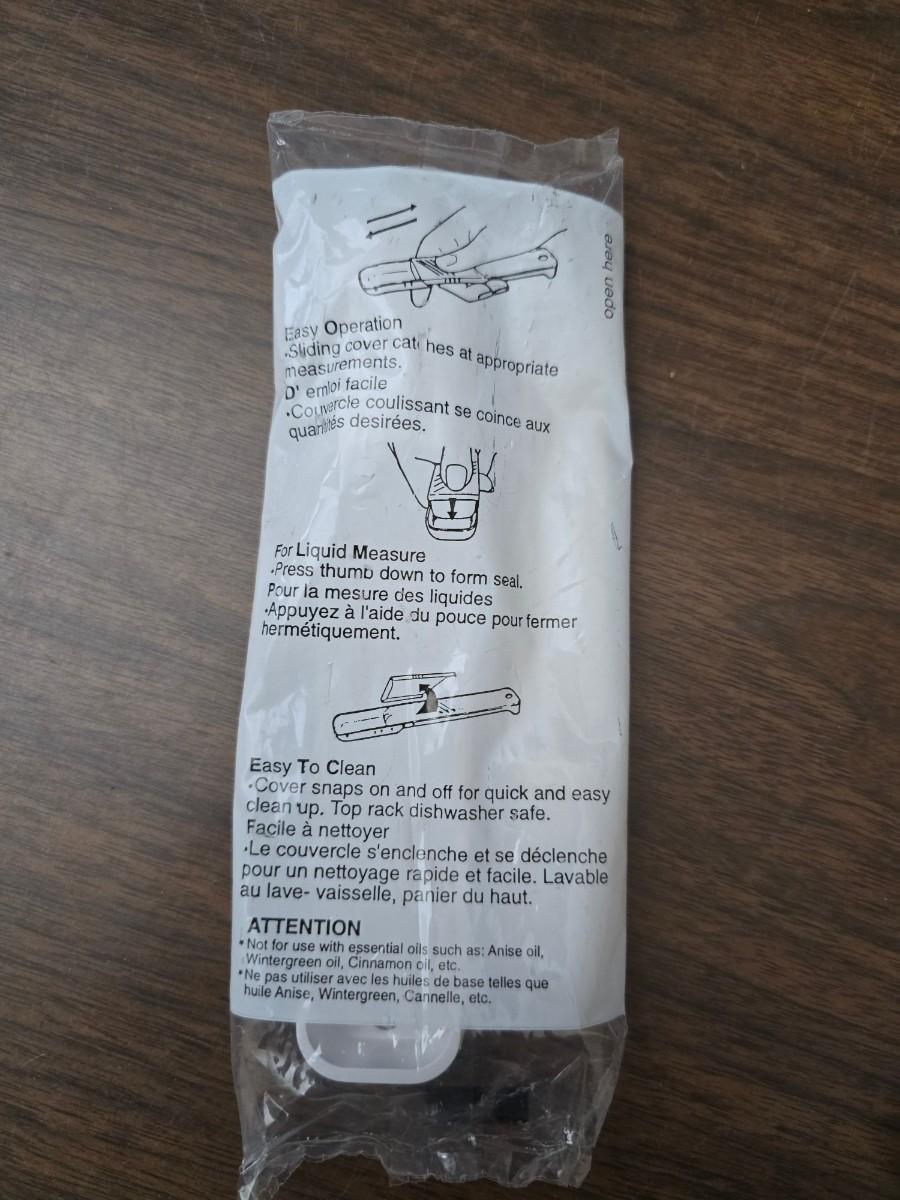 open here
Easy Operation
•Sliding cover catches at appropriate
measurements.
D' emloi facile
•Couvercle coulissant se coince aux
quantités desirées.
For Liquid Measure
•Press thumb down to form seal.
Pour la mesure des liquides
•Appuyez à l'aide du pouce pour fermer
hermétiquement.
Easy To Clean
•Cover snaps on and off for quick and easy
clean up. Top rack dishwasher safe.
Facile à nettoyer
•Le couvercle s'enclenche et se déclenche
pour un nettoyage rapide et facile. Lavable
au lave- vaisselle, panier du haut.
ATTENTION
*Not for use with essential oils such as: Anise oil,
Wintergreen oil, Cinnamon oil, etc.
*Ne pas utiliser avec les huiles de base telles que
huile Anise, Wintergreen, Cannelle, etc.